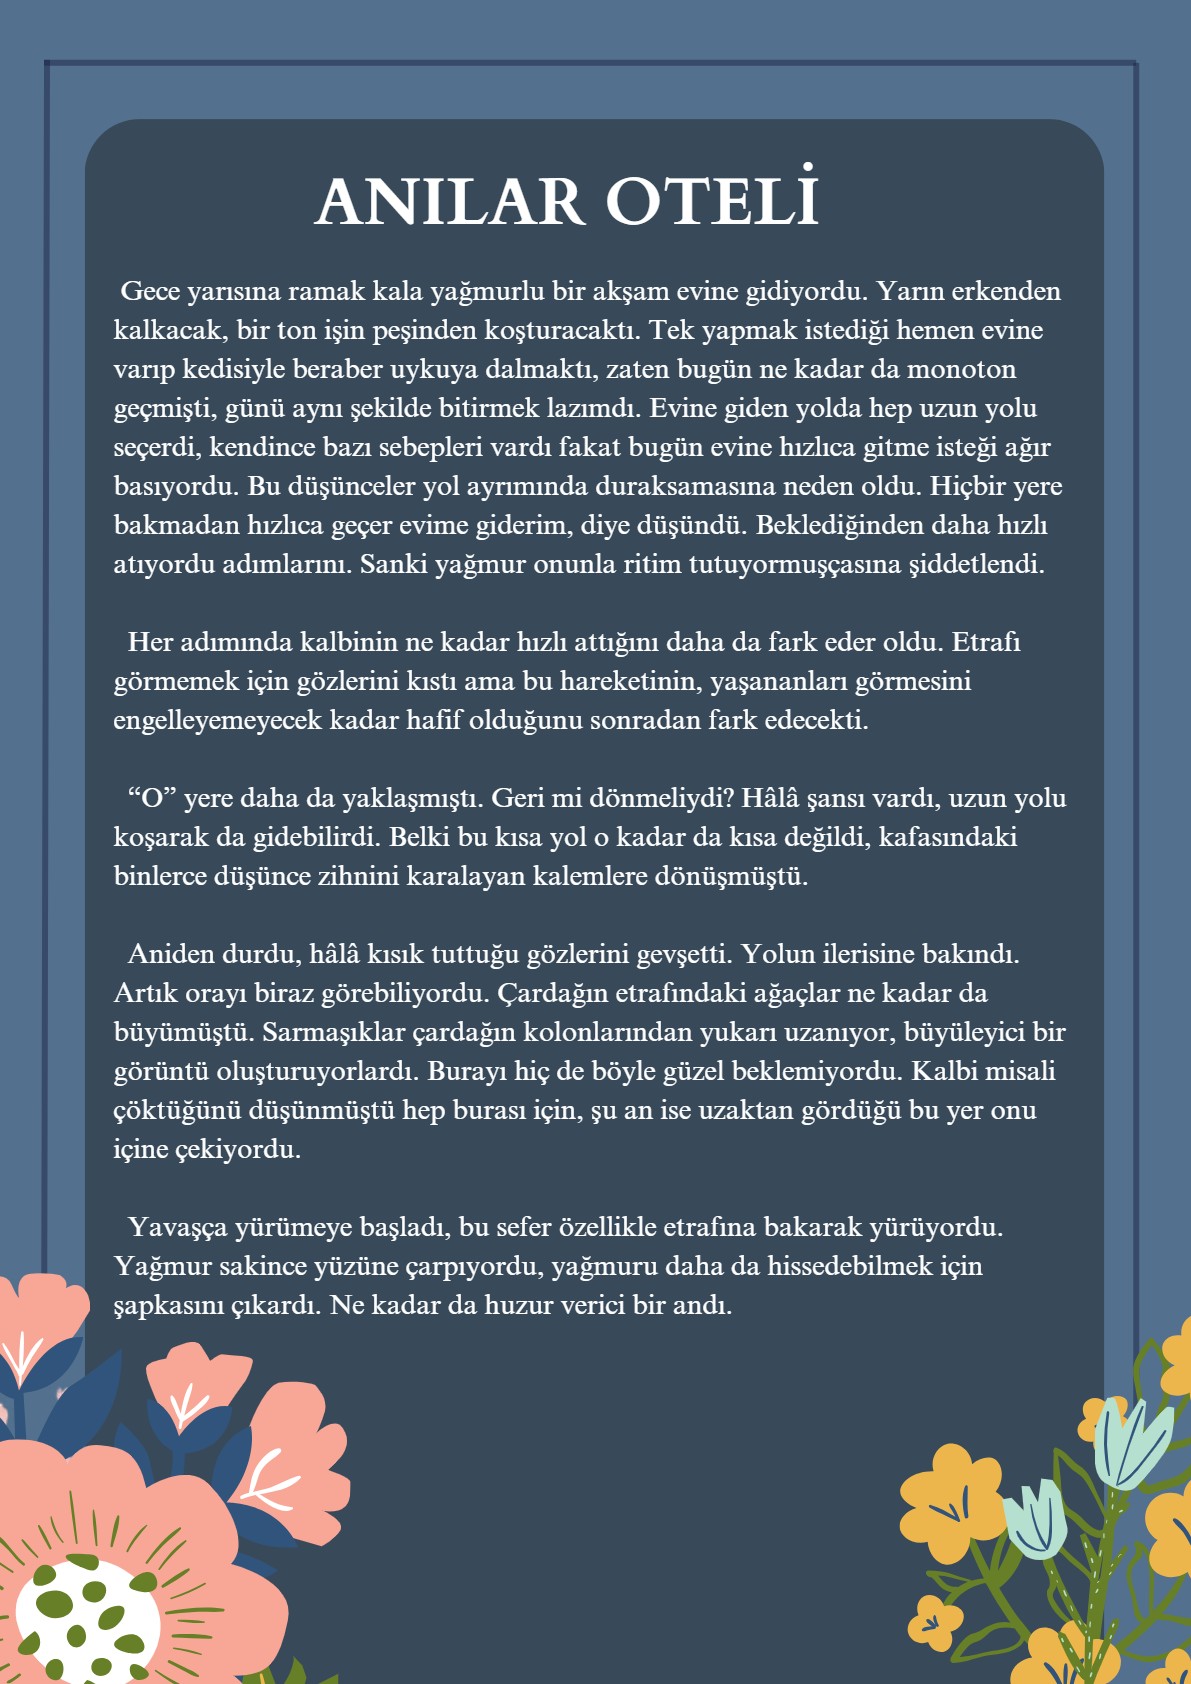 ANILAR OTELİ
Gece yarısına ramak kala yağmurlu bir akşam evine gidiyordu. Yarın erkenden
kalkacak, bir ton işin peşinden koşturacaktı. Tek yapmak istediği hemen evine
varıp kedisiyle beraber uykuya dalmaktı, zaten bugün ne kadar da monoton
geçmişti, günü aynı şekilde bitirmek lazımdı. Evine giden yolda hep uzun yolu
seçerdi, kendince bazı sebepleri vardı fakat bugün evine hızlıca gitme isteği ağır
basıyordu. Bu düşünceler yol ayrımında duraksamasına neden oldu. Hiçbir yere
bakmadan hızlıca geçer evime giderim, diye düşündü. Beklediğinden daha hızlı
atıyordu adımlarını. Sanki yağmur onunla ritim tutuyormuşçasına şiddetlendi.
Her adımında kalbinin ne kadar hızlı attığını daha da fark eder oldu. Etrafı
görmemek için gözlerini kıstı ama bu hareketinin, yaşananları görmesini
engelleyemeyecek kadar hafif olduğunu sonradan fark edecekti.
“O” yere daha da yaklaşmıştı. Geri mi dönmeliydi? Hâlâ şansı vardı, uzun yolu
koşarak da gidebilirdi. Belki bu kısa yol o kadar da kısa değildi, kafasındaki
binlerce düşünce zihnini karalayan kalemlere dönüşmüştü.
Aniden durdu, hâlâ kısık tuttuğu gözlerini gevşetti. Yolun ilerisine bakındı.
Artık orayı biraz görebiliyordu. Çardağın etrafındaki ağaçlar ne kadar da
büyümüştü. Sarmaşıklar çardağın kolonlarından yukarı uzanıyor, büyüleyici bir
görüntü oluşturuyorlardı. Burayı hiç de böyle güzel beklemiyordu. Kalbi misali
çöktüğünü düşünmüştü hep burası için, şu an ise uzaktan gördüğü bu yer onu
içine çekiyordu.
Yavaşça yürümeye başladı, bu sefer özellikle etrafına bakarak yürüyordu.
Yağmur sakince yüzüne çarpıyordu, yağmuru daha da hissedebilmek için
şapkasını çıkardı. Ne kadar da huzur verici bir andı.